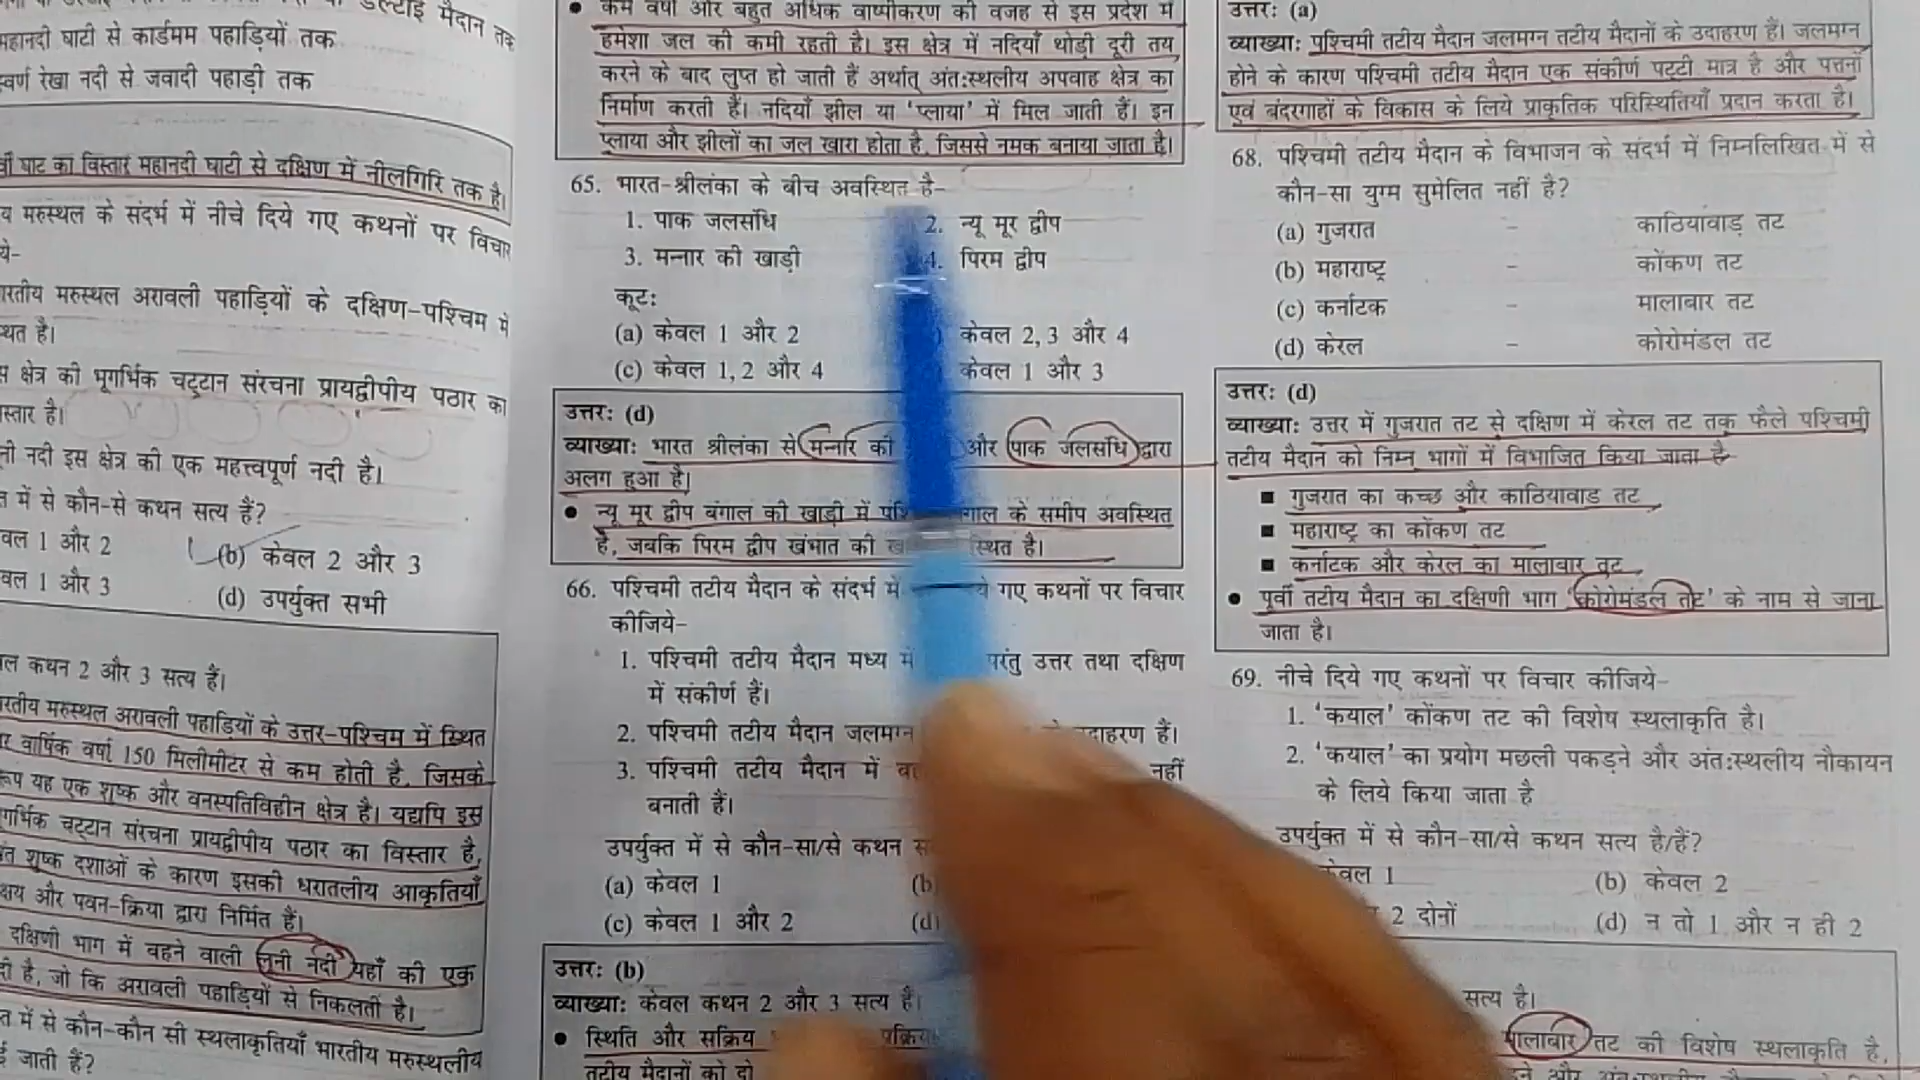 डेल्टाई मैदान तक
महानदी घाटी से कार्डमम पहाड़ियों तक
स्वर्ण रेखा नदी से जवादी पहाड़ी तक
घाट का विस्तार महानदी घाटी से दक्षिण में नीलगिरि तक है।
मरुस्थल के संदर्भ में नीचे दिये गए कथनों पर विचार
मरुस्थल अरावली पहाड़ियों के दक्षिण-पश्चिम में
क्षेत्र की भूगर्भिक चट्टान संरचना प्रायद्वीपीय पठार का
नदी इस क्षेत्र की एक महत्त्वपूर्ण नदी है।
में से कौन-से कथन सत्य हैं?
1 और 2
(b) केवल 2 और 3
1 और 3
(d) उपर्युक्त सभी
कथन 2 और 3 सत्य हैं।
मरुस्थल अरावली पहाड़ियों के उत्तर-पश्चिम में स्थित
वार्षिक वर्षा 150 मिलीमीटर से कम होती है, जिसके
यह एक शुष्क और वनस्पतिविहीन क्षेत्र है। यद्यपि इस
चट्टान संरचना प्रायद्वीपीय पठार का विस्तार है,
शुष्क दशाओं के कारण इसकी धरातलीय आकृतियाँ
और पवन-क्रिया द्वारा निर्मित हैं।
दक्षिणी भाग में बहने वाली लूनी नदी यहाँ की एक
है, जो कि अरावली पहाड़ियों से निकलती है।
में से कौन-कौन सी स्थलाकृतियाँ भारतीय मरुस्थलीय
जाती हैं?
• कम वर्षा और बहुत अधिक वाष्पीकरण की वजह से इस प्रदेश में
हमेशा जल की कमी रहती है। इस क्षेत्र में नदियाँ थोड़ी दूरी तय
करने के बाद लुप्त हो जाती हैं अर्थात् अंतःस्थलीय अपवाह क्षेत्र का
निर्माण करती हैं। नदियाँ झील या 'प्लाया' में मिल जाती हैं। इन
प्लाया और झीलों का जल खारा होता है, जिससे नमक बनाया जाता है।
65. भारत-श्रीलंका के बीच अवस्थित है-
1. पाक जलसंधि 2. न्यू मूर द्वीप
3. मन्नार की खाड़ी 4. पिरम द्वीप
कूटः
(a) केवल 1 और 2 केवल 2, 3 और 4
(c) केवल 1, 2 और 4 केवल 1 और 3
उत्तरः (d)
व्याख्याः भारत श्रीलंका से मन्नार की और पाक जलसंधि द्वारा
अलग हुआ है।
• न्यू मूर द्वीप बंगाल की खाड़ी में के समीप अवस्थित
है, जबकि पिरम द्वीप खंभात की है।
66. पश्चिमी तटीय मैदान के संदर्भ में गए कथनों पर विचार
कीजिये-
1. पश्चिमी तटीय मैदान मध्य में परंतु उत्तर तथा दक्षिण
में संकीर्ण हैं।
2. पश्चिमी तटीय मैदान जलमग्न उदाहरण हैं।
3. पश्चिमी तटीय मैदान में नहीं
बनाती हैं।
उपर्युक्त में से कौन-सा/से कथन
(a) केवल 1 (b)
(c) केवल 1 और 2 (d)
उत्तरः (b)
व्याख्याः केवल कथन 2 और 3 सत्य हैं।
• स्थिति और सक्रिय
तटीय मैदानों को दो
उत्तरः (a)
व्याख्याः पश्चिमी तटीय मैदान जलमग्न तटीय मैदानों के उदाहरण हैं। जलमग्न
होने के कारण पश्चिमी तटीय मैदान एक संकीर्ण पट्टी मात्र है और पत्तनों
एवं बंदरगाहों के विकास के लिये प्राकृतिक परिस्थितियाँ प्रदान करता है।
68. पश्चिमी तटीय मैदान के विभाजन के संदर्भ में निम्नलिखित में से
कौन-सा युग्म सुमेलित नहीं है?
(a) गुजरात - काठियावाड़ तट
(b) महाराष्ट्र - कोंकण तट
(c) कर्नाटक - मालाबार तट
(d) केरल - कोरोमंडल तट
उत्तरः (d)
व्याख्याः उत्तर में गुजरात तट से दक्षिण में केरल तट तक फैले पश्चिमी
तटीय मैदान को निम्न भागों में विभाजित किया जाता है-
■ गुजरात का कच्छ और काठियावाड़ तट
■ महाराष्ट्र का कोंकण तट
■ कर्नाटक और केरल का मालाबार तट
• पूर्वी तटीय मैदान का दक्षिणी भाग 'कोरोमंडल तट' के नाम से जाना
जाता है।
69. नीचे दिये गए कथनों पर विचार कीजिये-
1. 'कयाल' कोंकण तट की विशेष स्थलाकृति है।
2. 'कयाल' का प्रयोग मछली पकड़ने और अंतःस्थलीय नौकायन
के लिये किया जाता है
उपर्युक्त में से कौन-सा/से कथन सत्य है/हैं?
केवल 1 (b) केवल 2
2 दोनों (d) न तो 1 और न ही 2
सत्य है।
मालाबार तट की विशेष स्थलाकृति है,